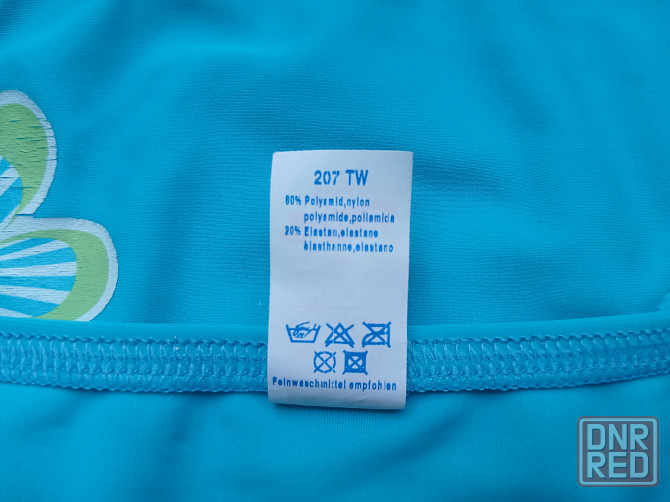 207 TW
80% Polyamid,nylon
polyamide,poliamida
20% Elastan,elastane
élasthanne,elastano
Feinwaschmittel empfohlen
DNR
RED